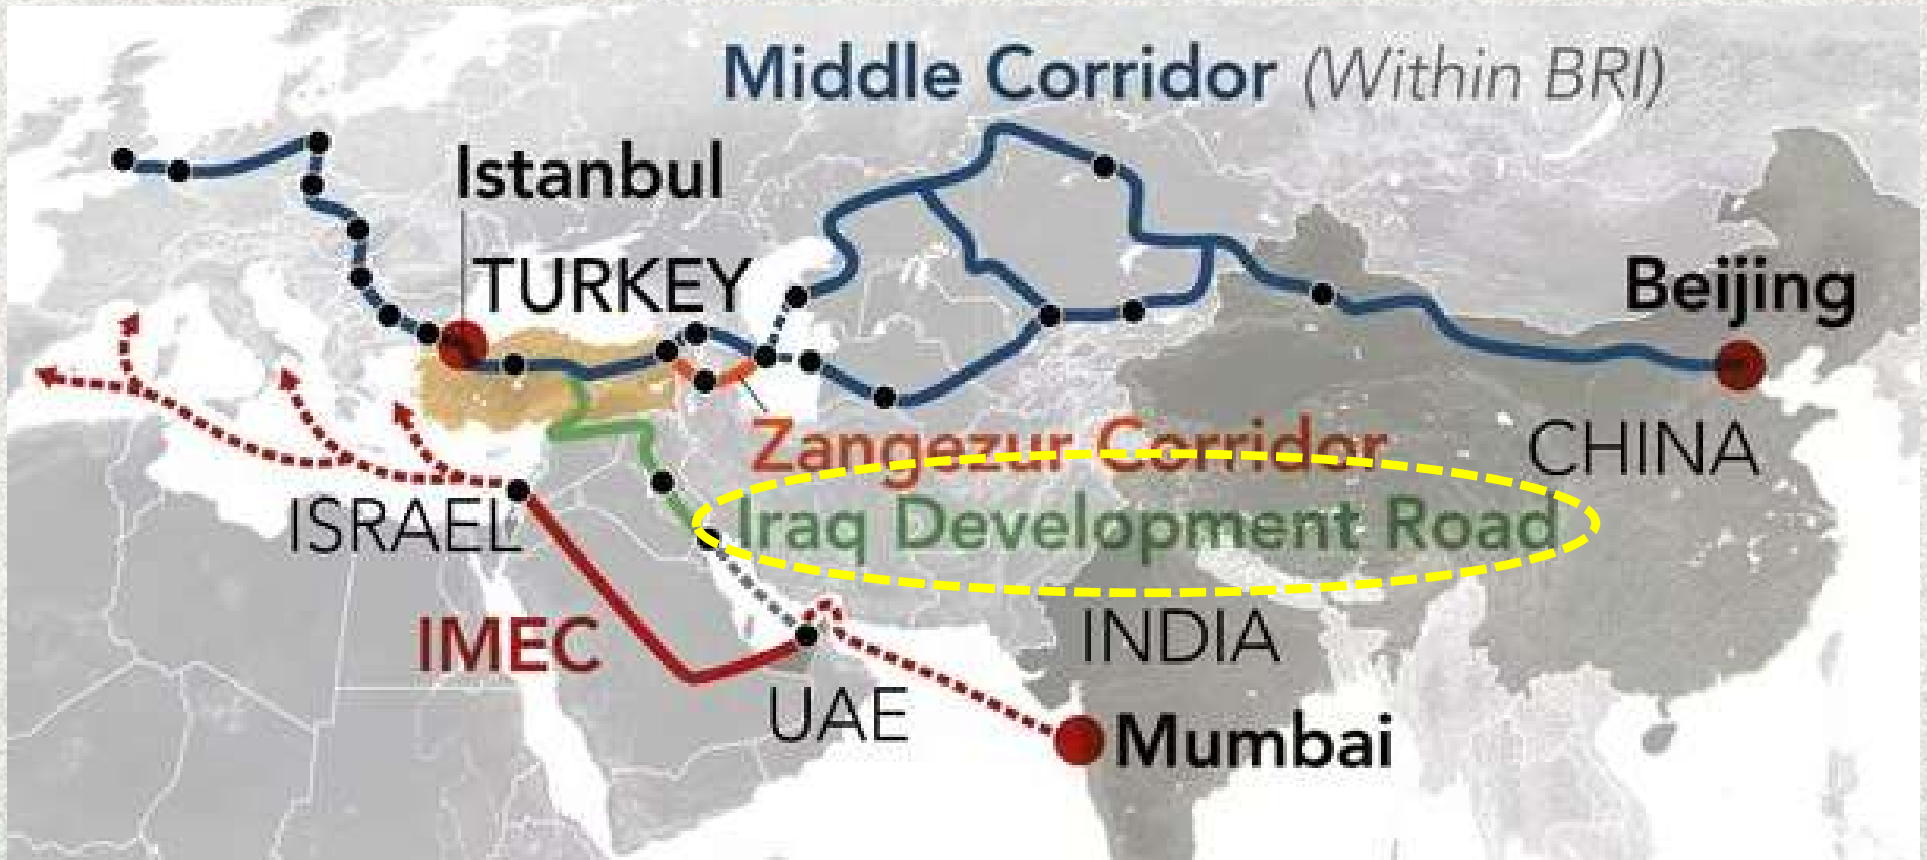 Middle Corridor (Within BRI)
Istanbul
TURKEY
Beijing
Zangezur Corridor
CHINA
ISRAEL
Iraq Development Road
IMEC
INDIA
UAE
Mumbai